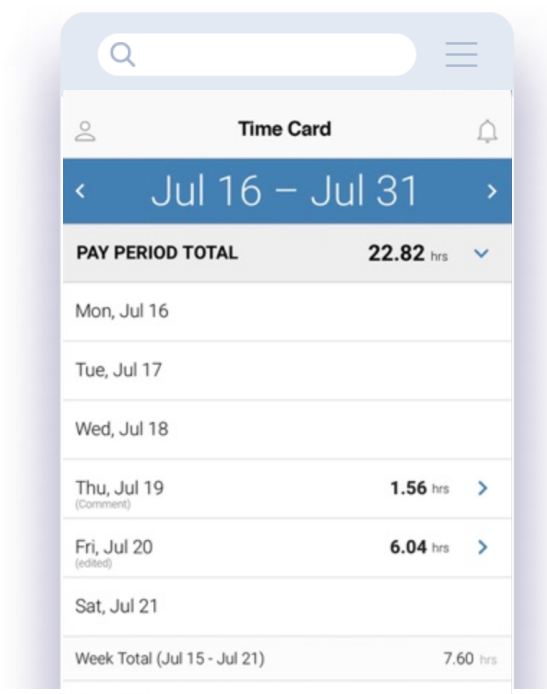 Time Card
Jul 16 – Jul 31
PAY PERIOD TOTAL 22.82 hrs
Mon, Jul 16
Tue, Jul 17
Wed, Jul 18
Thu, Jul 19 1.56 hrs
(Comment)
Fri, Jul 20 6.04 hrs
(edited)
Sat, Jul 21
Week Total (Jul 15 - Jul 21) 7.60 hrs